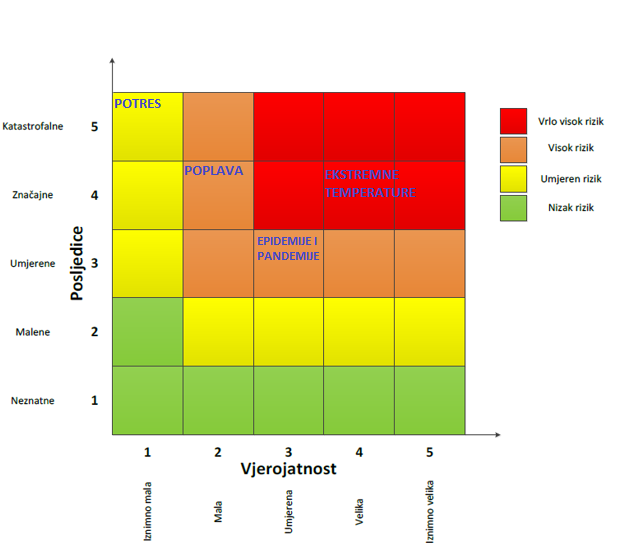 POTRES
Katastrofalne 5
Vrlo visok rizik
Visok rizik
POPLAVA
EKSTREMNE
TEMPERATURE
Umjeren rizik
Značajne 4
Nizak rizik
EPIDEMIJE I
PANDEMIJE
Umjerene 3
Posljedice
Malene 2
Neznatne 1
1 2 3 4 5
Vjerojatnost
Iznimno mala
Mala
Umjerena
Velika
Iznimno velika